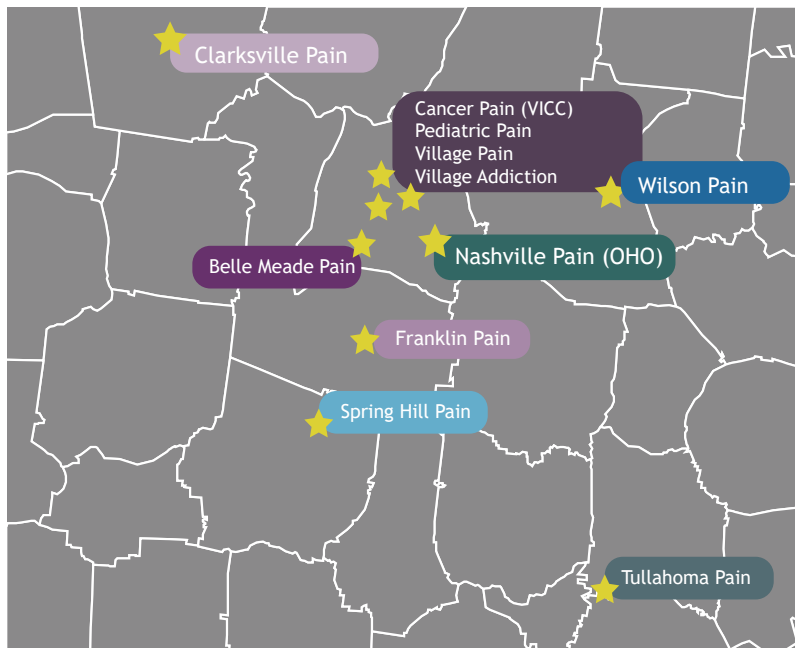 Clarksville Pain
Cancer Pain (VICC)
Pediatric Pain
Village Pain
Village Addiction
Wilson Pain
Belle Meade Pain
Nashville Pain (OHO)
Franklin Pain
Spring Hill Pain
Tullahoma Pain